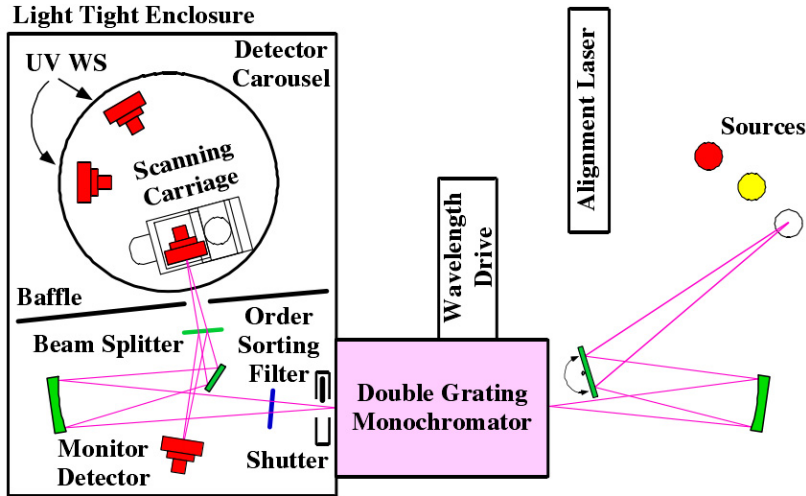 Light Tight Enclosure
Detector
Carousel
UV WS
Scanning
Carriage
Baffle
Beam Splitter
Order
Sorting
Filter
Monitor
Detector
Shutter
Wavelength
Drive
Double Grating
Monochromator
Alignment Laser
Sources